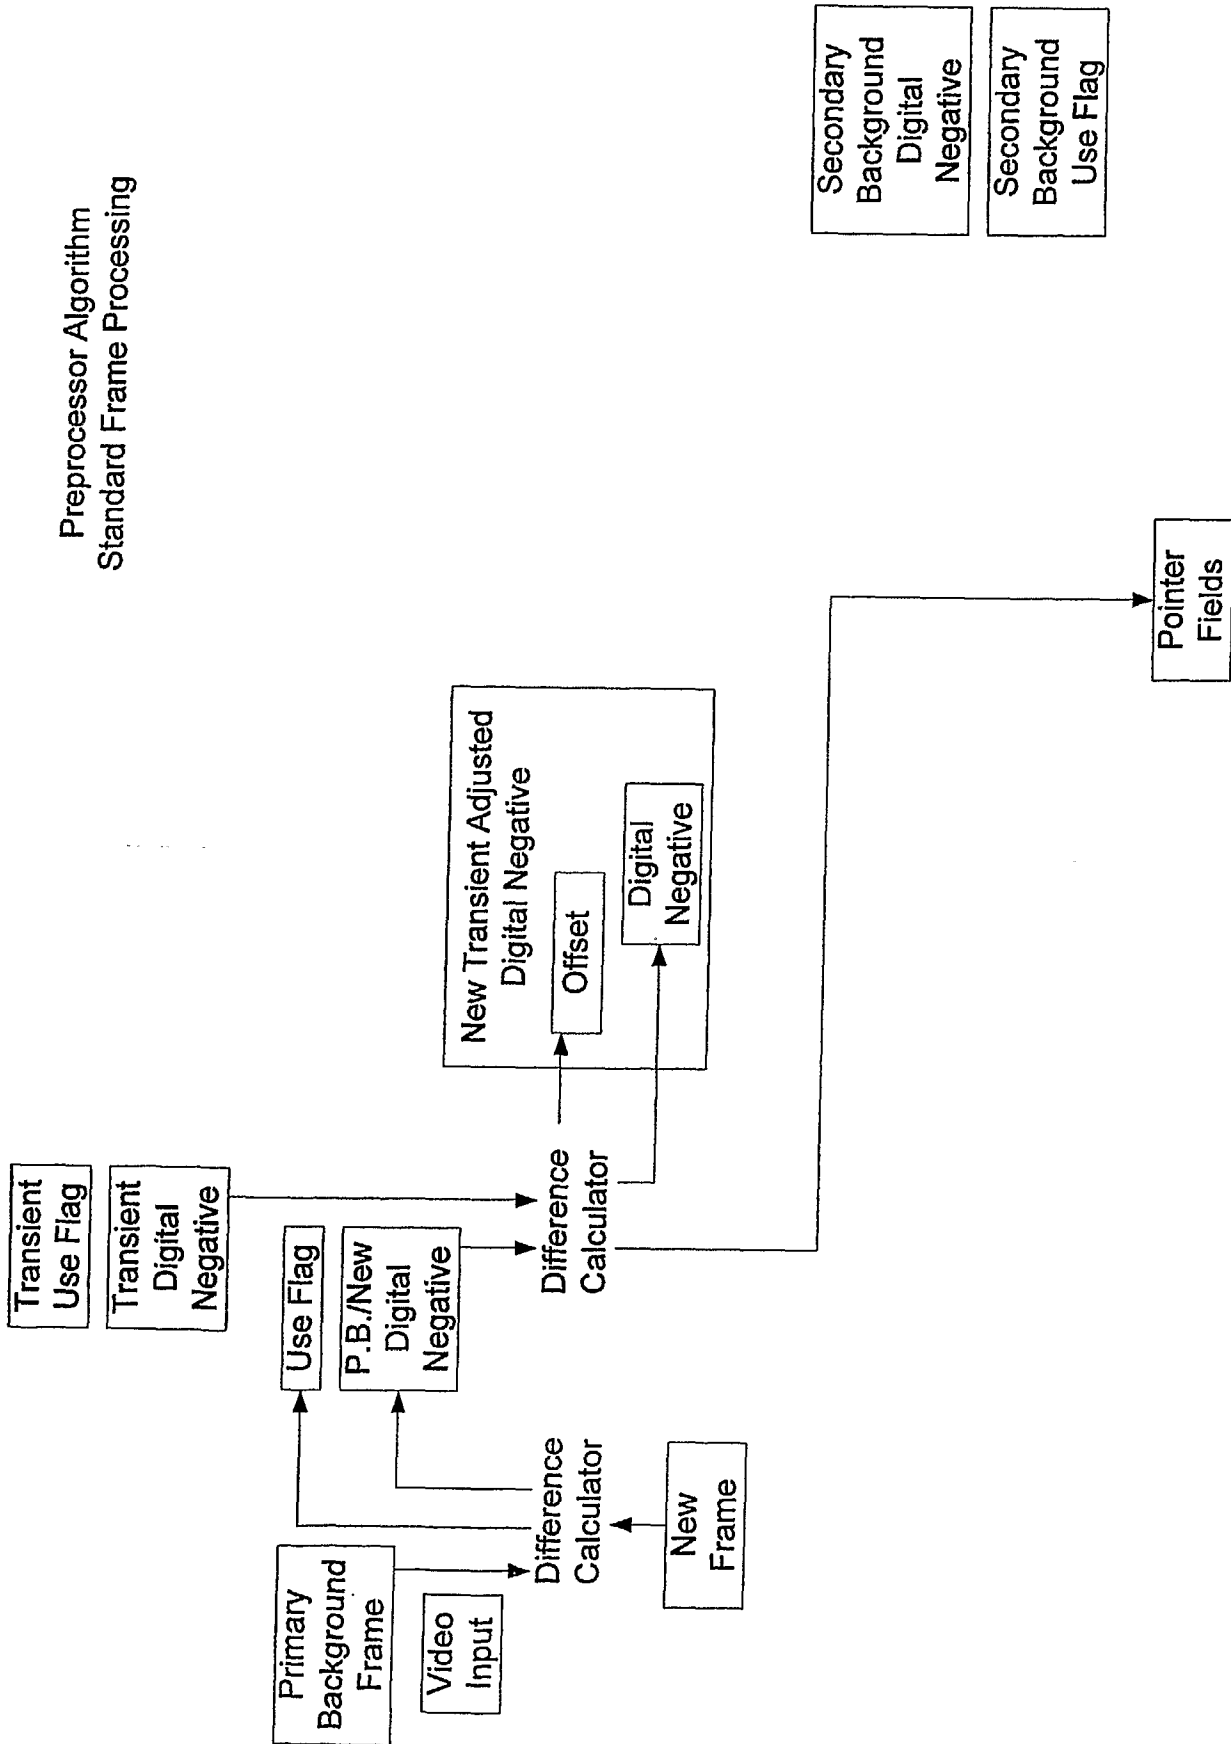 Preprocessor Algorithm
Standard Frame Processing
Transient
Use Flag
Transient
Digital
Negative
Use Flag
P.B./New
Digital
Negative
Primary
Background
Frame
Video
Input
Difference
Calculator
New
Frame
Difference
Calculator
New Transient Adjusted
Digital Negative
Offset
Digital
Negative
Pointer
Fields
Secondary
Background
Digital
Negative
Secondary
Background
Use Flag